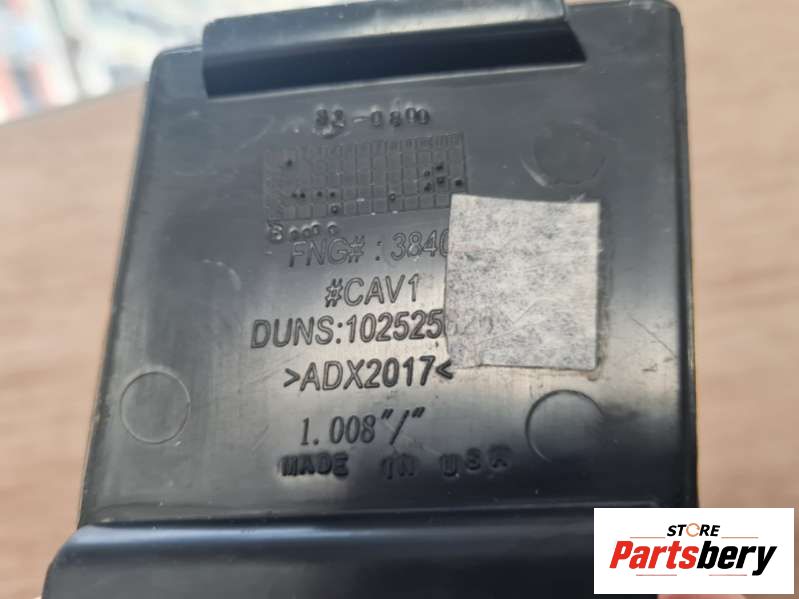 FNG# : 3840
#CAV1
DUNS:102525
>ADX2017<
1.008"/"
MADE IN USA
STORE
Partsbery